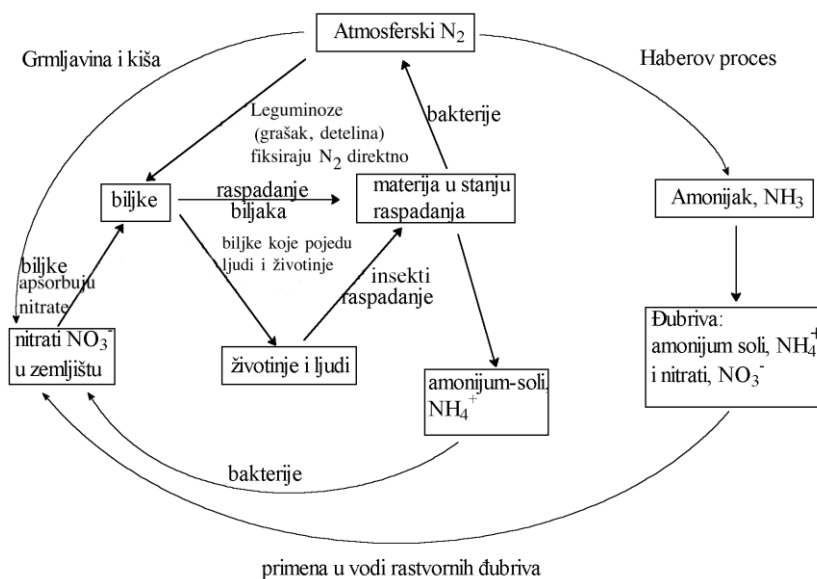 Atmosferski N₂
Grmljavina i kiša
Haberov proces
bakterije
Leguminoze
(grašak, detelina)
fiksiraju N₂ direktno
biljke
raspadanje
biljaka
materija u stanju
raspadanja
Amonijak, NH₃
biljke koje pojedu
ljudi i životinje
biljke
apsorbuju
nitrate
insekti
raspadanje
nitrati NO₃⁻
u zemljištu
životinje i ljudi
amonijum-soli,
NH₄⁺
Đubriva:
amonijum soli, NH₄⁺
i nitrati, NO₃⁻
bakterije
primena u vodi rastvornih đubriva